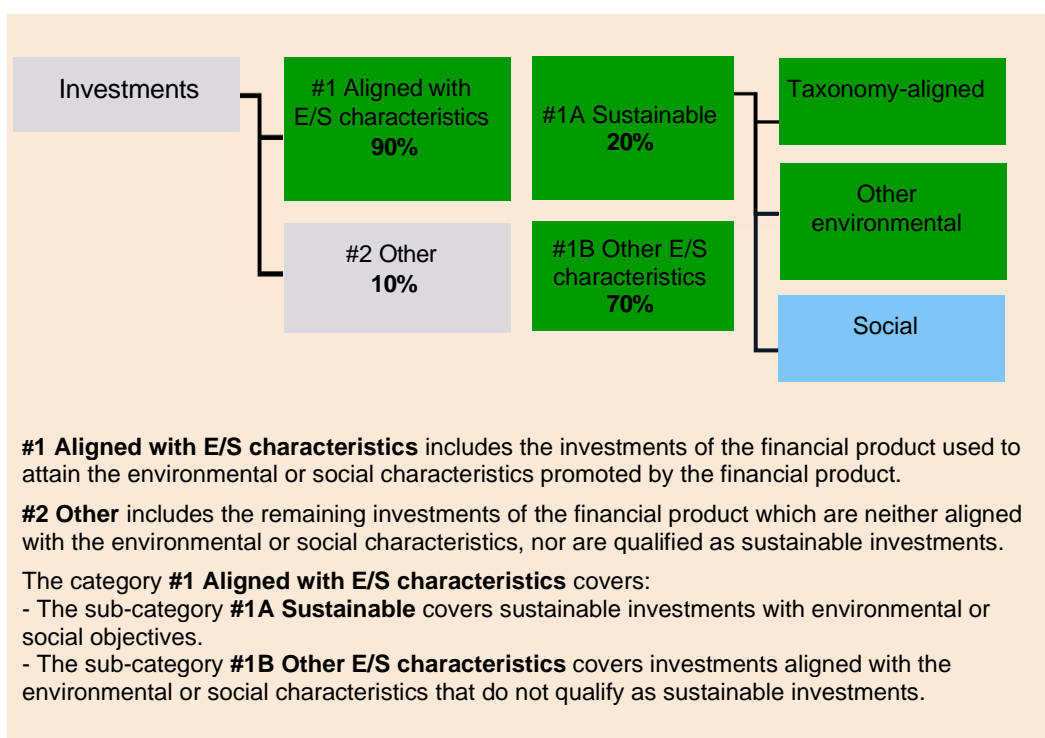 Investments
#1 Aligned with
E/S characteristics
90%
#2 Other
10%
#1A Sustainable
20%
#1B Other E/S
characteristics
70%
Taxonomy-aligned
Other
environmental
Social
#1 Aligned with E/S characteristics includes the investments of the financial product used to
attain the environmental or social characteristics promoted by the financial product.
#2 Other includes the remaining investments of the financial product which are neither aligned
with the environmental or social characteristics, nor are qualified as sustainable investments.
The category #1 Aligned with E/S characteristics covers:
- The sub-category #1A Sustainable covers sustainable investments with environmental or
social objectives.
- The sub-category #1B Other E/S characteristics covers investments aligned with the
environmental or social characteristics that do not qualify as sustainable investments.